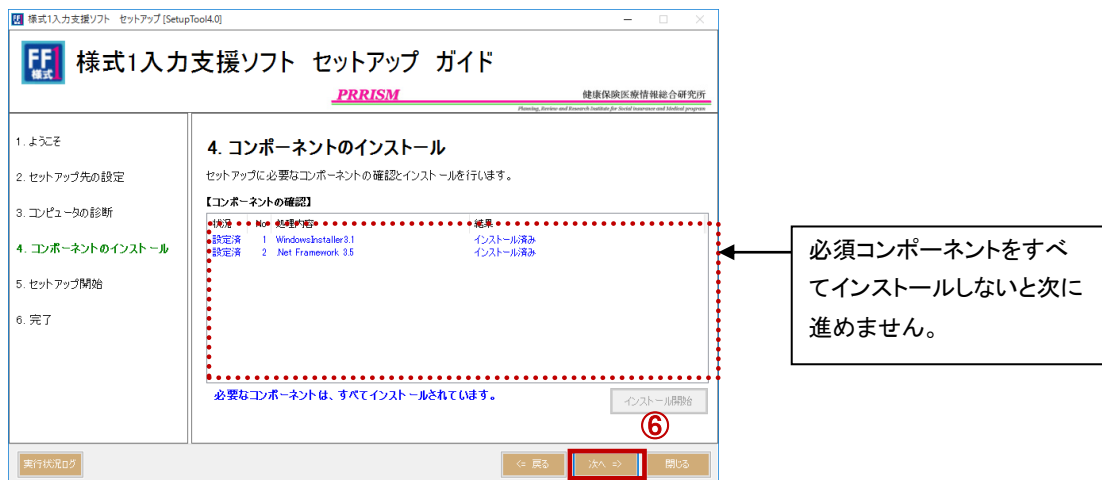 様式1入力支援ソフト セットアップ [SetupTool4.0]
FF1
様式
様式1入力支援ソフト セットアップ ガイド
PRRISM
健康保険医療情報総合研究所
Planning, Review and Research Institute for Social insurance and Medical program
1. ようこそ
2. セットアップ先の設定
3. コンピュータの診断
4. コンポーネントのインストール
5. セットアップ開始
6. 完了
4. コンポーネントのインストール
セットアップに必要なコンポーネントの確認とインストールを行います。
【コンポーネントの確認】
状況 No 処理内容 結果
設定済 1 WindowsInstaller3.1 インストール済み
設定済 2 .Net Framework 3.5 インストール済み
必要なコンポーネントは、すべてインストールされています。
インストール開始
⑥
実行状況ログ
<= 戻る
次へ =>
閉じる
必須コンポーネントをすべ
てインストールしないと次に
進めません。